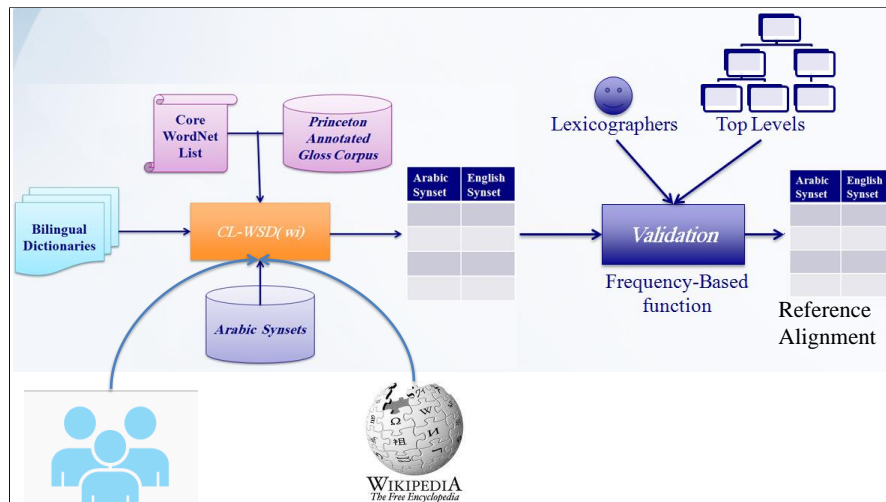 Core
WordNet
List
Princeton
Annotated
Gloss Corpus
Lexicographers
Top Levels
Bilingual
Dictionaries
CL-WSD( wi)
Arabic
Synset
English
Synset
Validation
Frequency-Based
function
Arabic
Synset
English
Synset
Reference
Alignment
Arabic Synsets
Ω
W
И
WIKIPEDIA
The Free Encyclopedia